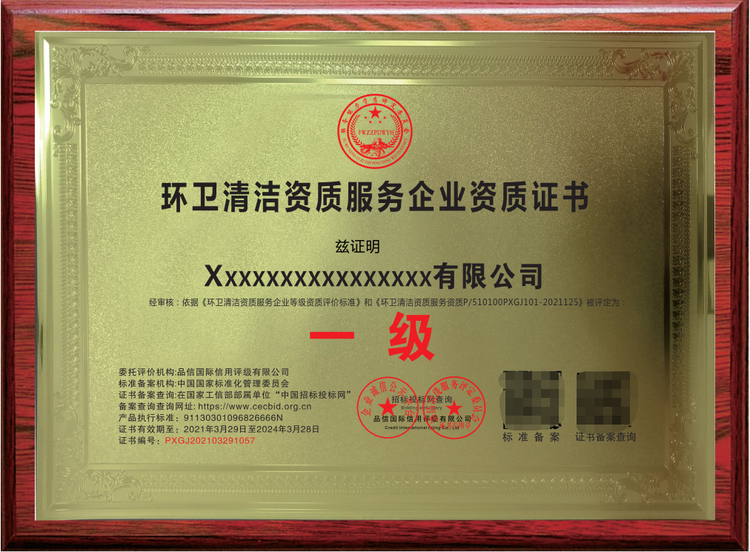 FWZZPDWYH
环卫清洁资质服务企业资质证书
兹证明
Xxxxxxxxxxxxxxxx有限公司
经审核：依据《环卫清洁资质服务企业等级资质评价标准》和《环卫清洁资质服务资质P/510100PXGJ101-2021125》被评定为：
一 级
委托评价机构:品信国际信用评级有限公司
标准备案机构:中国国家标准化管理委员会
证书备案查询:在国家工信部部属单位“中国招标投标网”
备案查询查询网址: https://www.cecbid.org.cn
产品执行标准：91130301096826666N
证书有效期至：2021年3月29日至2024年3月28日
证书编号：PXGJ202103291057
招标投标网查询
品信国际信用评级有限公司
Credit International Rating Co., Ltd
标 准 备 案
证书备案查询